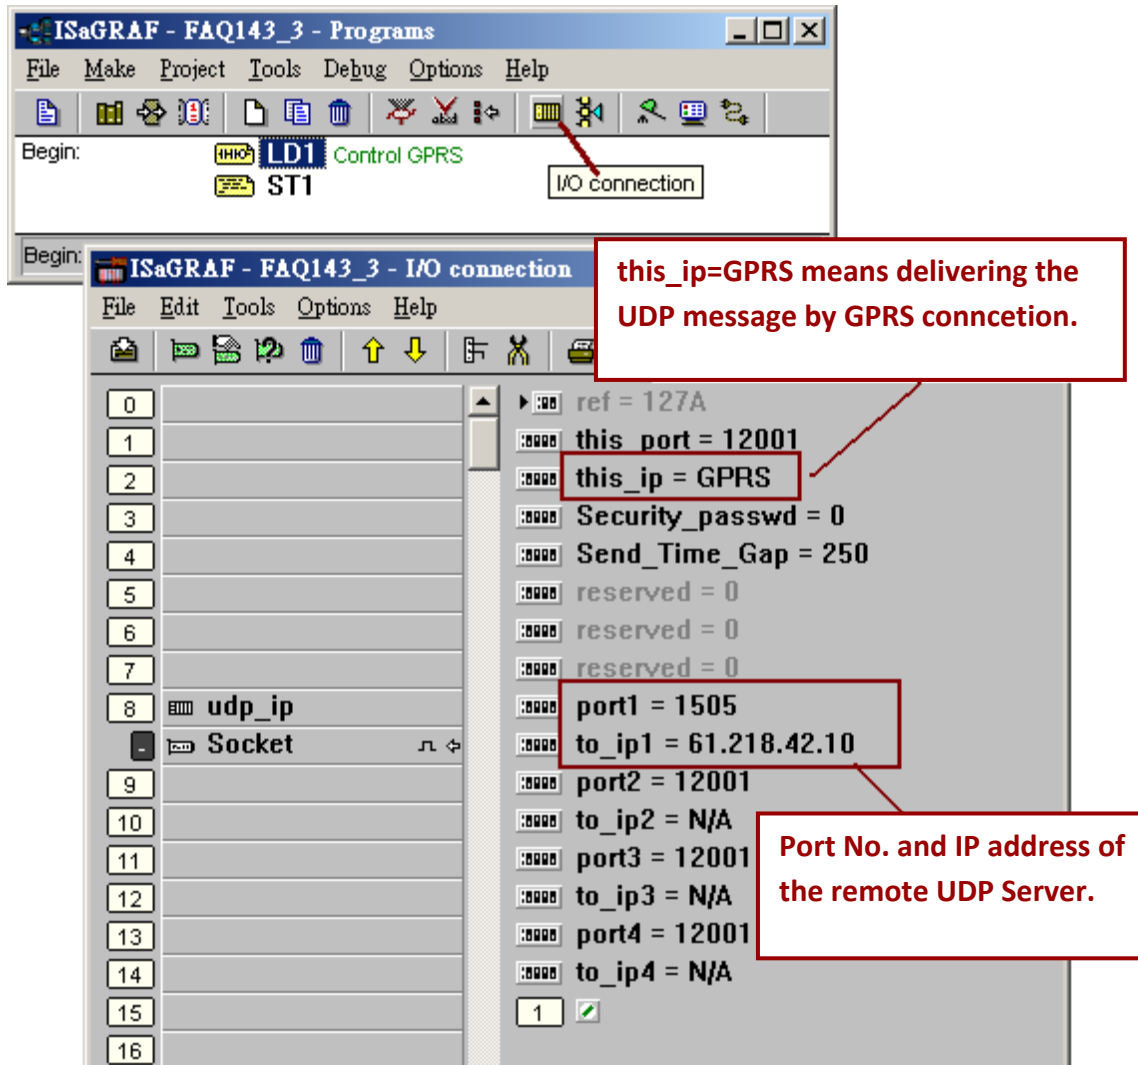 ISaGRAF - FAQ143_3 - Programs
File Make Project Tools Debug Options Help
Begin: LD1 Control GPRS
ST1
I/O connection
Begin:
ISaGRAF - FAQ143_3 - I/O connection
File Edit Tools Options Help
this_ip=GPRS means delivering the
UDP message by GPRS conncetion.
0
1
2
3
4
5
6
7
8 udp_ip
- Socket
9
10
11
12
13
14
15
16
ref = 127A
this_port = 12001
this_ip = GPRS
Security_passwd = 0
Send_Time_Gap = 250
reserved = 0
reserved = 0
reserved = 0
port1 = 1505
to_ip1 = 61.218.42.10
port2 = 12001
to_ip2 = N/A
port3 = 12001
to_ip3 = N/A
port4 = 12001
to_ip4 = N/A
1
Port No. and IP address of
the remote UDP Server.